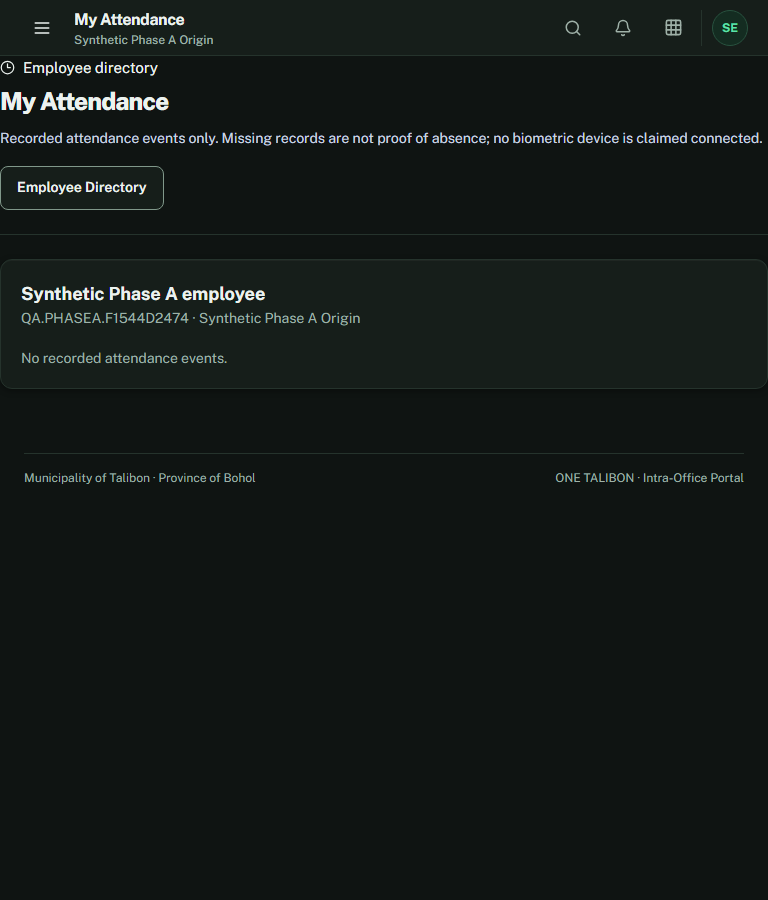 My Attendance
Synthetic Phase A Origin
SE
Employee directory
My Attendance
Recorded attendance events only. Missing records are not proof of absence; no biometric device is claimed connected.
Employee Directory
Synthetic Phase A employee
QA.PHASEA.F1544D2474 · Synthetic Phase A Origin
No recorded attendance events.
Municipality of Talibon · Province of Bohol
ONE TALIBON · Intra-Office Portal